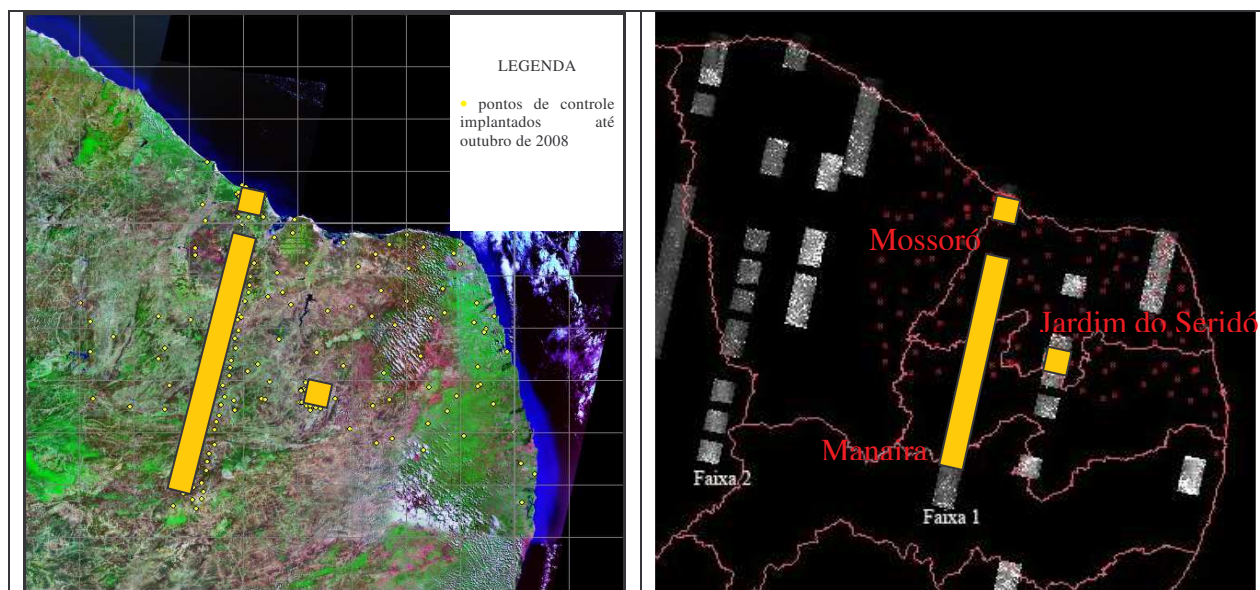 LEGENDA
pontos de controle
implantados até
outubro de 2008
Mossoró
Jardim do Seridó
Manaíra
Faixa 2
Faixa 1